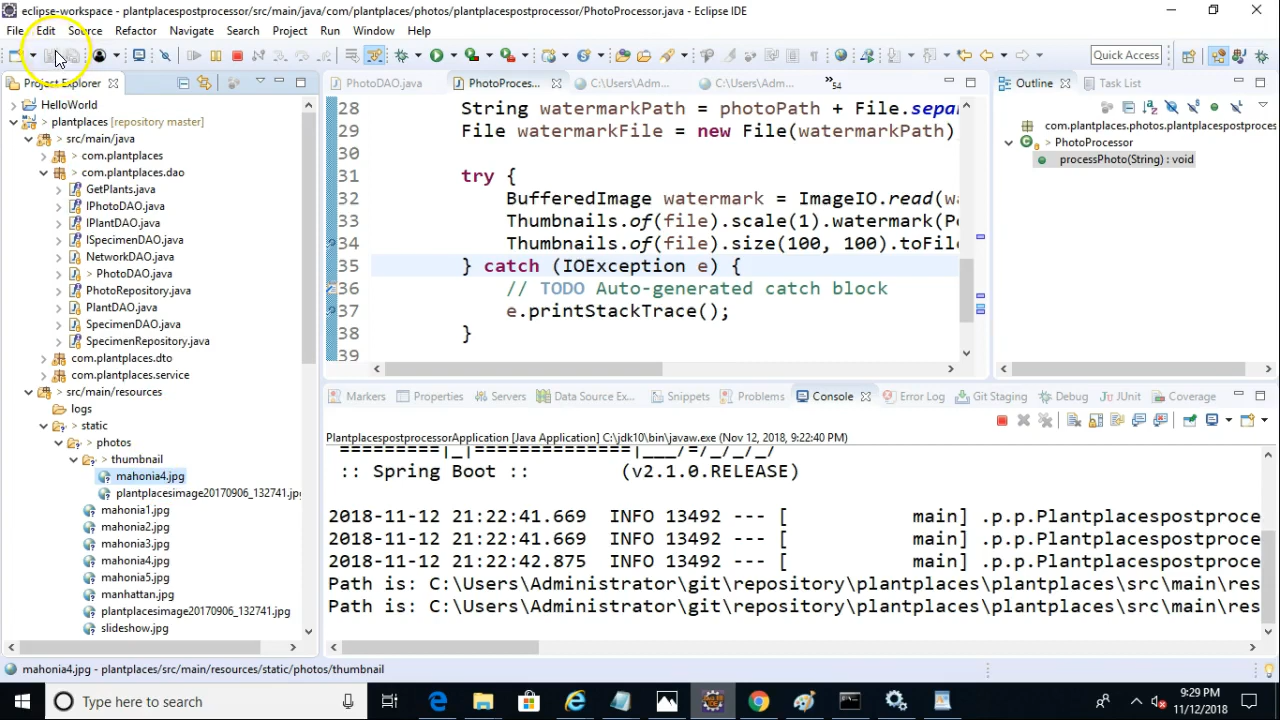 eclipse-workspace - plantplacespostprocessor/src/main/java/com/plantplaces/photos/plantplacespostprocessor/PhotoProcessor.java - Eclipse IDE
File Edit Source Refactor Navigate Search Project Run Window Help
Quick Access
Project Explorer
HelloWorld
> plantplaces [repository master]
> src/main/java
> com.plantplaces
> com.plantplaces.dao
GetPlants.java
IPhotoDAO.java
IPlantDAO.java
ISpecimenDAO.java
NetworkDAO.java
> PhotoDAO.java
PhotoRepository.java
PlantDAO.java
SpecimenDAO.java
SpecimenRepository.java
com.plantplaces.dto
com.plantplaces.service
> src/main/resources
logs
> static
> photos
> thumbnail
mahonia4.jpg
plantplacesimage20170906_132741.jp
mahonia1.jpg
mahonia2.jpg
mahonia3.jpg
mahonia4.jpg
mahonia5.jpg
manhattan.jpg
plantplacesimage20170906_132741.jpg
slideshow.jpg
PhotoDAO.java
PhotoProces...
C:\Users\Adm...
C:\Users\Adm...
»54
28 String watermarkPath = photoPath + File.sepa
29 File watermarkFile = new File(watermarkPath)
30
31 try {
32 BufferedImage watermark = ImageIO.read(wa
33 Thumbnails.of(file).scale(1).watermark(Po
34 Thumbnails.of(file).size(100, 100).toFile
35 } catch (IOException e) {
36 // TODO Auto-generated catch block
37 e.printStackTrace();
38 }
39
Outline
Task List
com.plantplaces.photos.plantplacespostproces
> PhotoProcessor
processPhoto(String) : void
Markers Properties Servers Data Source Ex... Snippets Problems Console Error Log Git Staging Debug JUnit Coverage
PlantplacespostprocessorApplication [Java Application] C:\jdk10\bin\javaw.exe (Nov 12, 2018, 9:22:40 PM)
=========|_|==============|___/=/_/_/_/
:: Spring Boot :: (v2.1.0.RELEASE)
2018-11-12 21:22:41.669 INFO 13492 --- [ main] .p.p.Plantplacespostproce
2018-11-12 21:22:41.669 INFO 13492 --- [ main] .p.p.Plantplacespostproce
2018-11-12 21:22:42.875 INFO 13492 --- [ main] .p.p.Plantplacespostproce
Path is: C:\Users\Administrator\git\repository\plantplaces\plantplaces\src\main\res
Path is: C:\Users\Administrator\git\repository\plantplaces\plantplaces\src\main\res
mahonia4.jpg - plantplaces/src/main/resources/static/photos/thumbnail
Type here to search
9:29 PM
11/12/2018